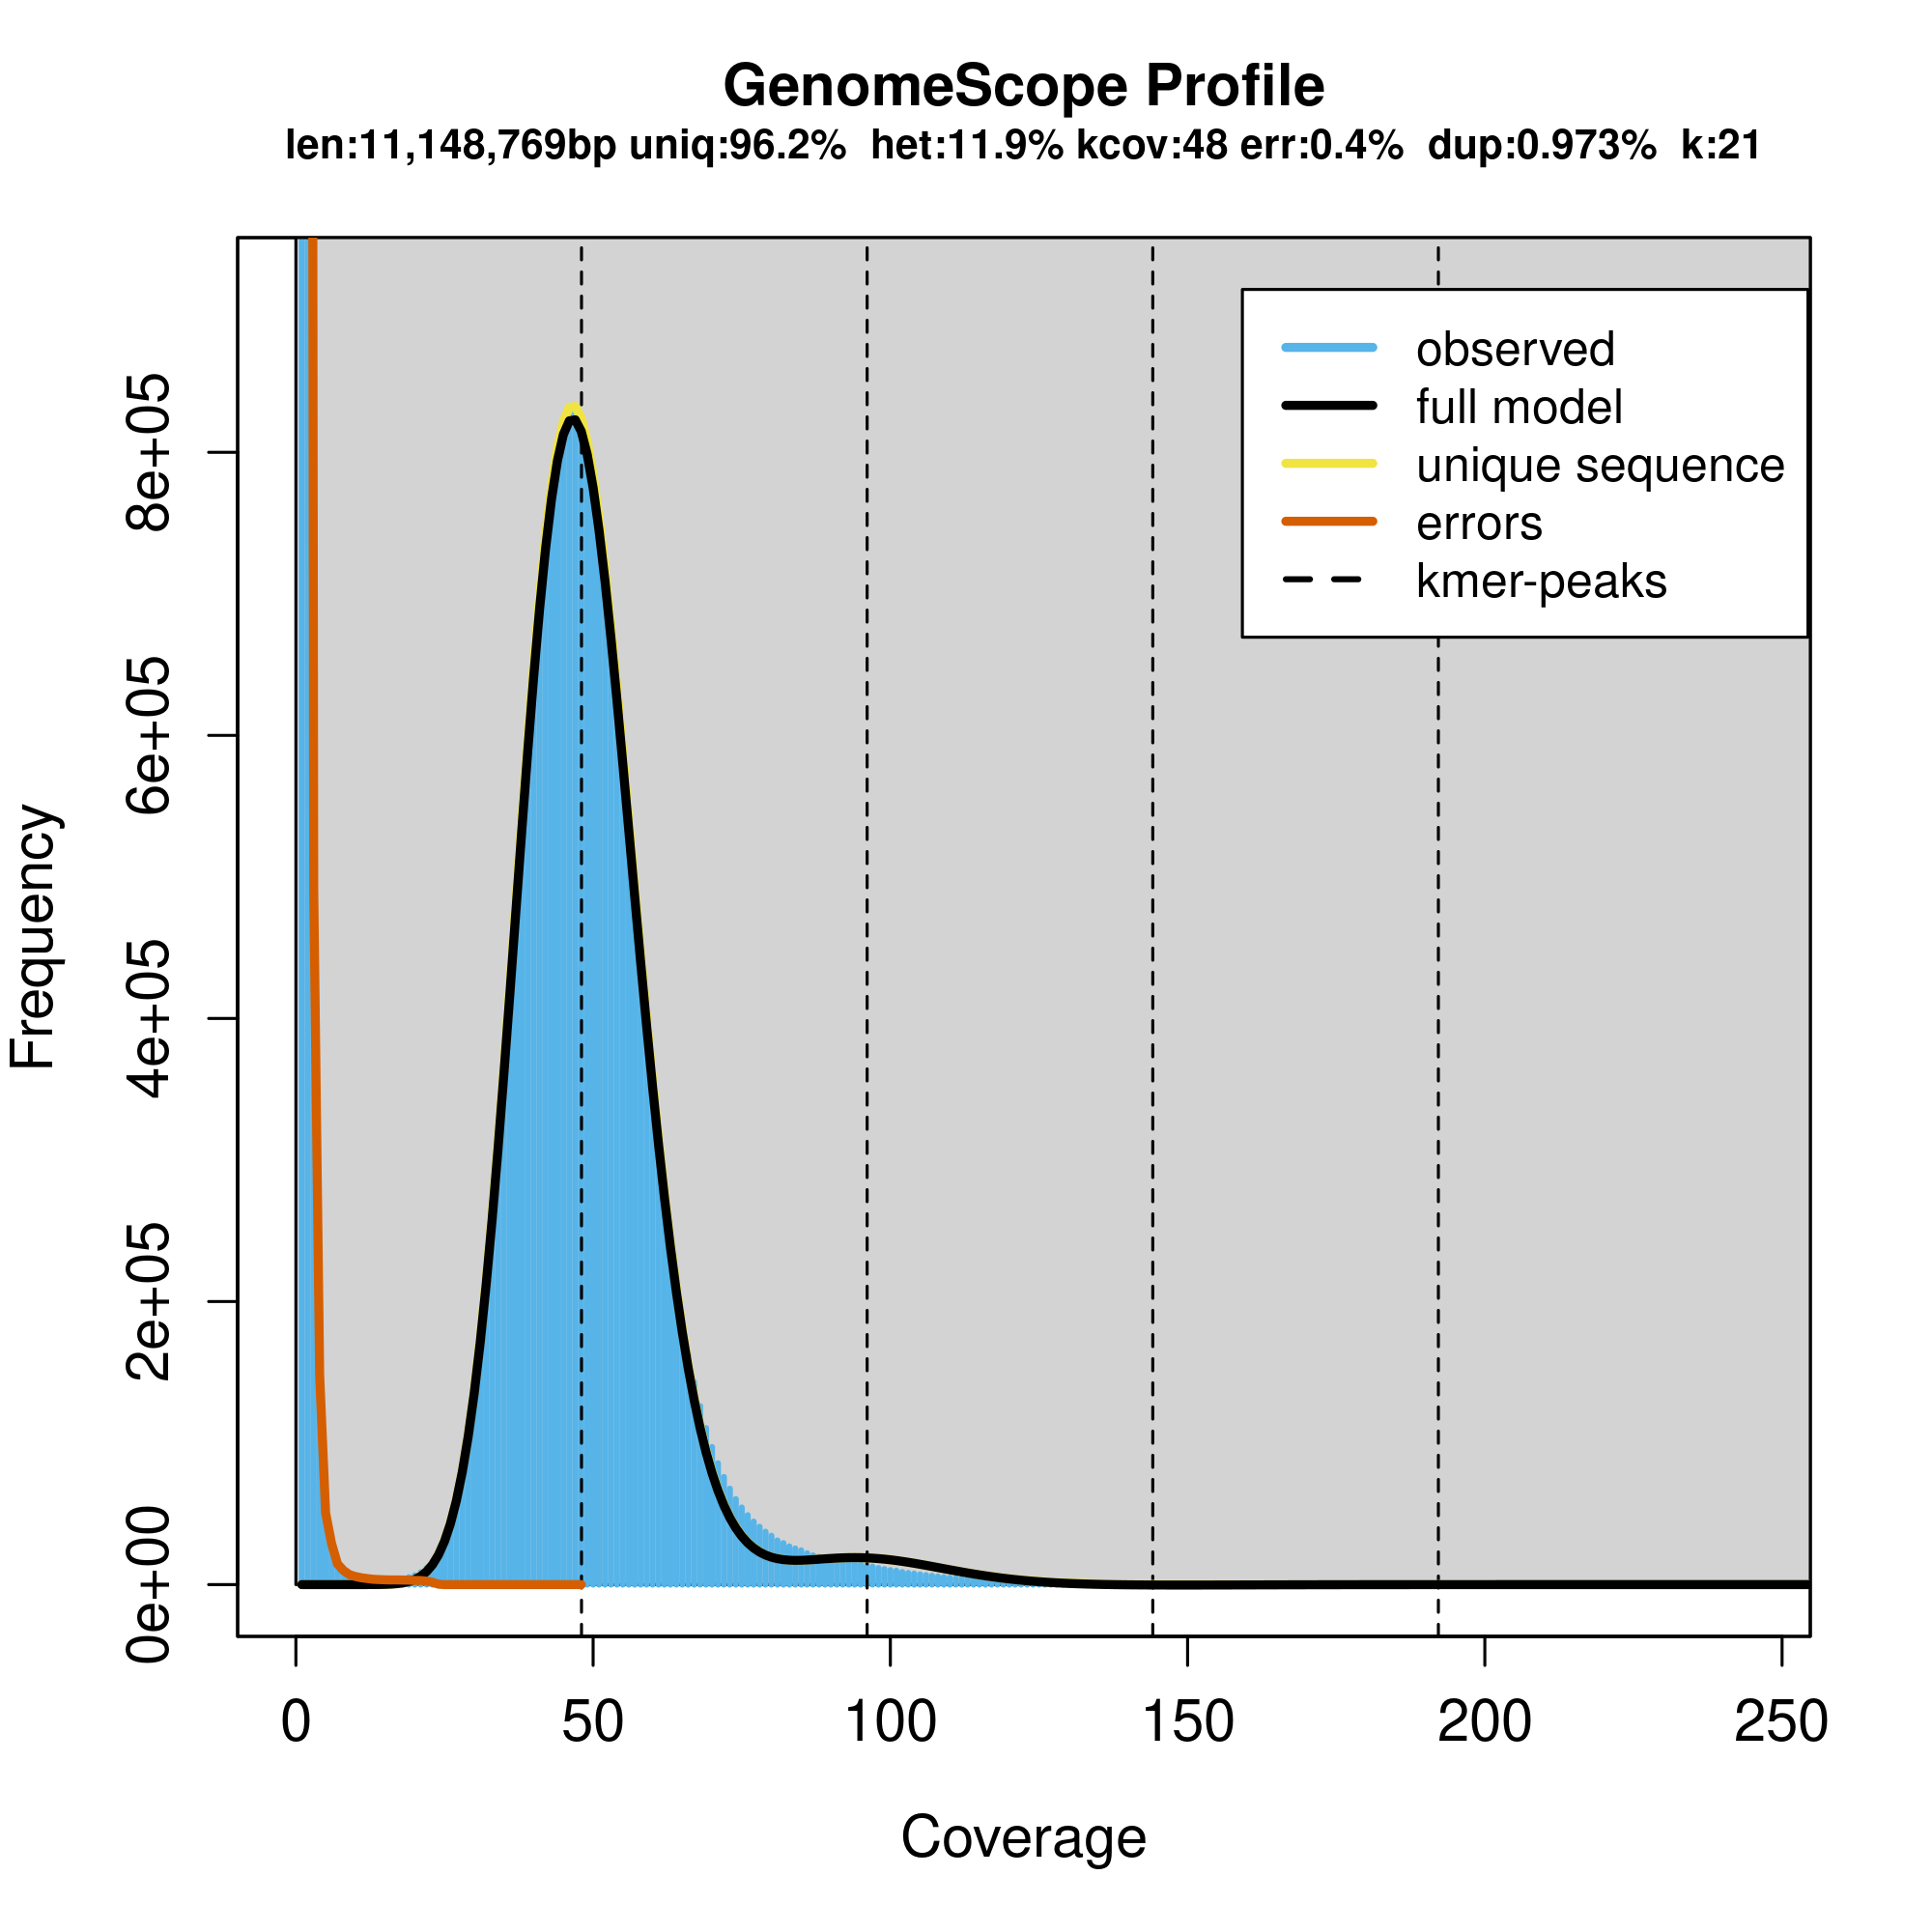 GenomeScope Profile
len:11,148,769bp uniq:96.2% het:11.9% kcov:48 err:0.4% dup:0.973% k:21
observed
full model
unique sequence
errors
kmer-peaks
Frequency
8e+05
6e+05
4e+05
2e+05
0e+00
0 50 100 150 200 250
Coverage